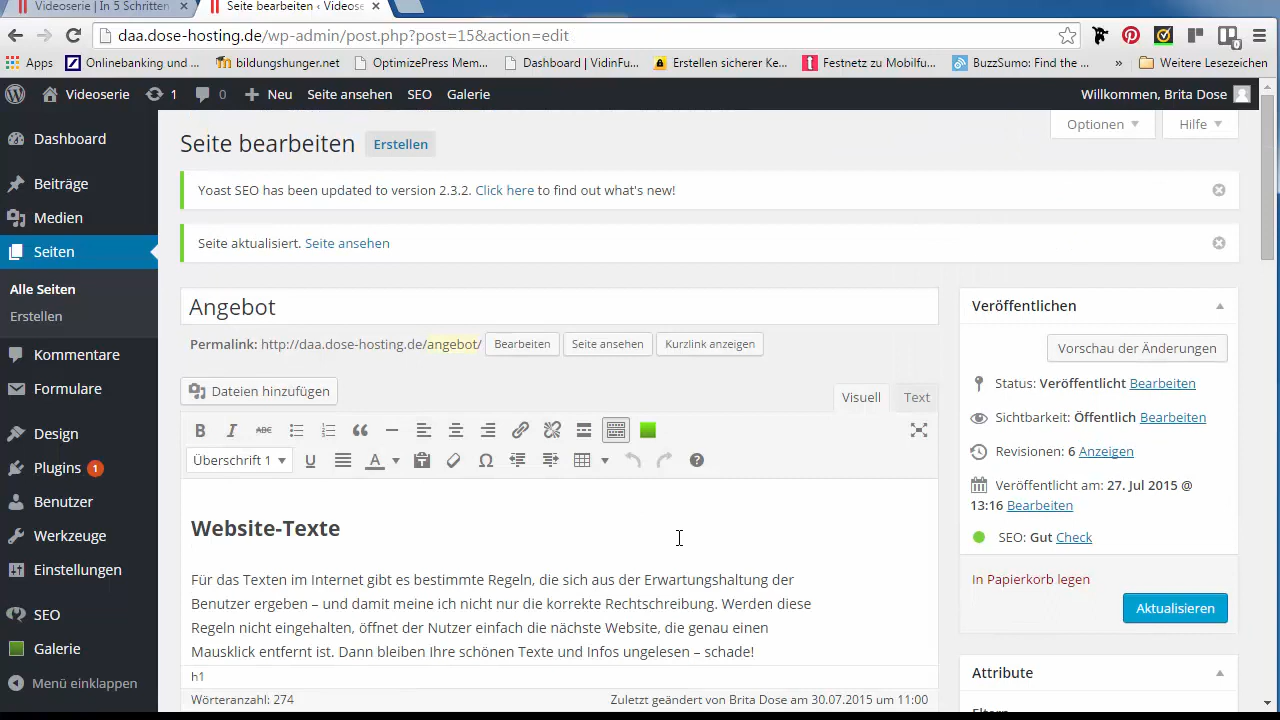 Videoserie | In 5 Schritten
Seite bearbeiten ‹ Videose
daa.dose-hosting.de/wp-admin/post.php?post=15&action=edit
Apps Onlinebanking und ... bildungshunger.net OptimizePress Mem... Dashboard | VidinFu... Erstellen sicherer Ke... Festnetz zu Mobilfu... BuzzSumo: Find the ... » Weitere Lesezeichen
Videoserie 1 0 Neu Seite ansehen SEO Galerie Willkommen, Brita Dose
Optionen Hilfe
Dashboard
Beiträge
Medien
Seiten
Alle Seiten
Erstellen
Kommentare
Formulare
Design
Plugins 1
Benutzer
Werkzeuge
Einstellungen
SEO
Galerie
Menü einklappen
Seite bearbeiten Erstellen
Yoast SEO has been updated to version 2.3.2. Click here to find out what's new!
Seite aktualisiert. Seite ansehen
Angebot
Permalink: http://daa.dose-hosting.de/angebot/ Bearbeiten Seite ansehen Kurzlink anzeigen
Dateien hinzufügen
Visuell Text
B I ABC
Überschrift 1 U A Ω
Website-Texte
Für das Texten im Internet gibt es bestimmte Regeln, die sich aus der Erwartungshaltung der
Benutzer ergeben – und damit meine ich nicht nur die korrekte Rechtschreibung. Werden diese
Regeln nicht eingehalten, öffnet der Nutzer einfach die nächste Website, die genau einen
Mausklick entfernt ist. Dann bleiben Ihre schönen Texte und Infos ungelesen – schade!
h1
Wörteranzahl: 274 Zuletzt geändert von Brita Dose am 30.07.2015 um 11:00
Veröffentlichen
Vorschau der Änderungen
Status: Veröffentlicht Bearbeiten
Sichtbarkeit: Öffentlich Bearbeiten
Revisionen: 6 Anzeigen
Veröffentlicht am: 27. Jul 2015 @
13:16 Bearbeiten
SEO: Gut Check
In Papierkorb legen
Aktualisieren
Attribute
Eltern